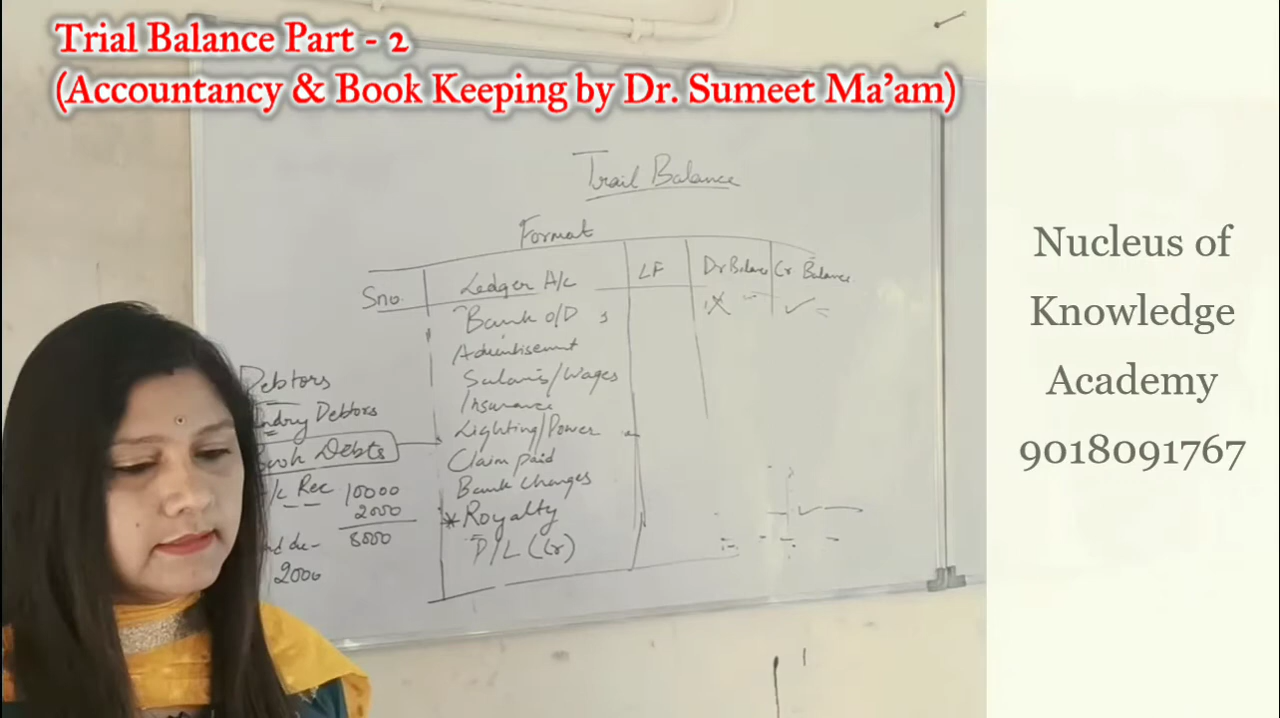 Trial Balance Part - 2
(Accountancy & Book Keeping by Dr. Sumeet Ma'am)
Trail Balance
Format
Sno. Ledger A/c LF Dr Balance Cr Balance
Bank O/D
Advertisement
Salaries/Wages
Insurance
Lighting/Power
Claim paid
Bank Charges
*Royalty
P/L (Cr)
Debtors
Debtors
Book Debts
Rec 10000
2000
8000
2000
Nucleus of
Knowledge
Academy
9018091767